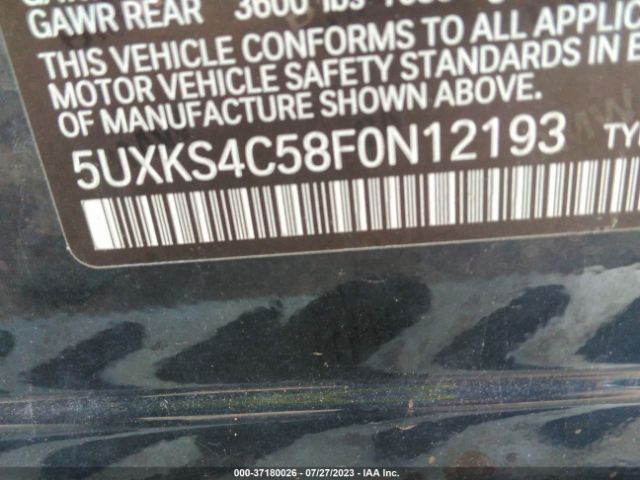 GAWR REAR 3600 lbs
THIS VEHICLE CONFORMS TO ALL APPLIC
MOTOR VEHICLE SAFETY STANDARDS IN E
OF MANUFACTURE SHOWN ABOVE.
5UXKS4C58F0N12193 TY
000-37180026 - 07/27/2023 - IAA Inc.